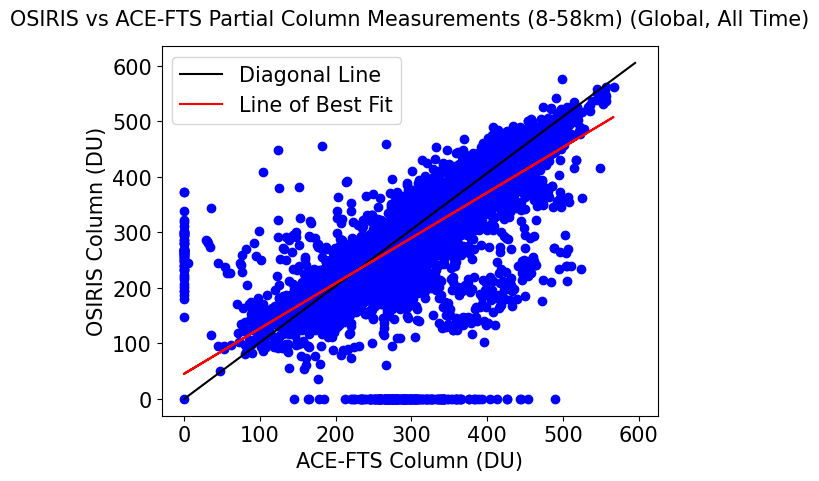 OSIRIS vs ACE-FTS Partial Column Measurements (8-58km) (Global, All Time)
Diagonal Line
Line of Best Fit
OSIRIS Column (DU)
600
500
400
300
200
100
0
0 100 200 300 400 500 600
ACE-FTS Column (DU)